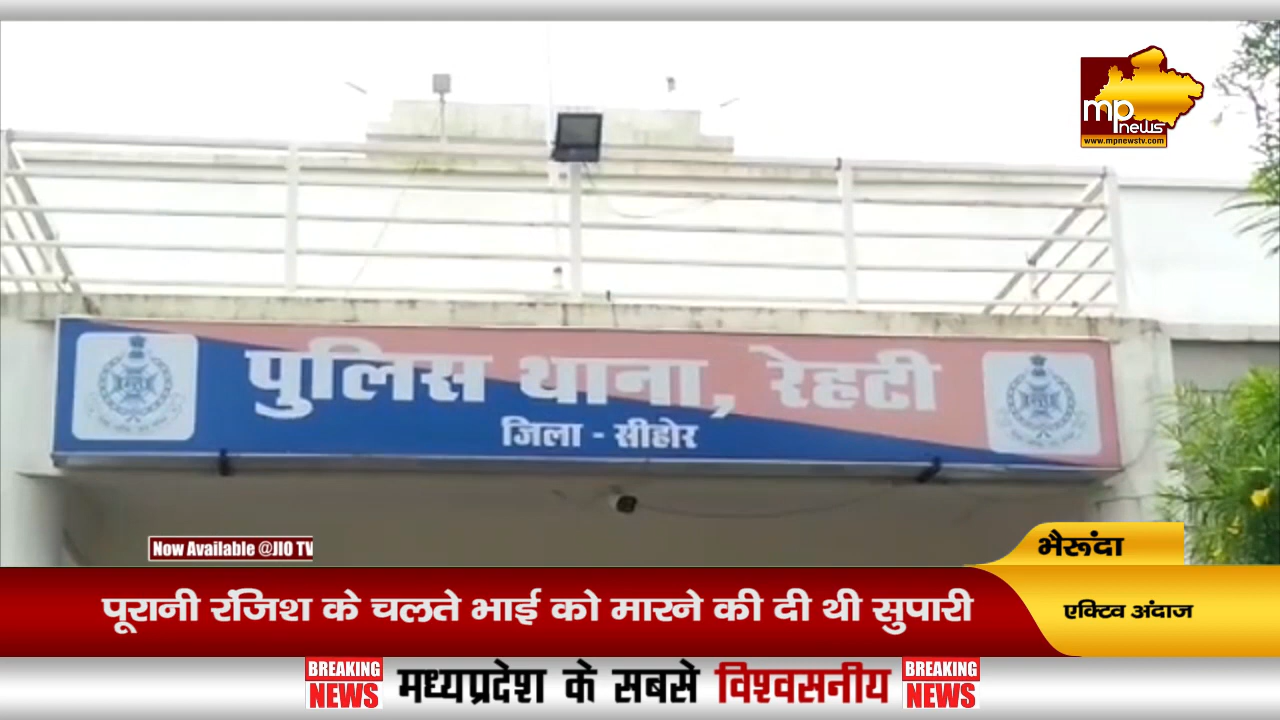 mp
news
www.mpnewstv.com
पुलिस थाना, रेहटी
जिला - सीहोर
Now Available @JIO TV
भैरूंदा
पूरानी रंजिश के चलते भाई को मारने की दी थी सुपारी
एक्टिव अंदाज
BREAKING
NEWS
मध्यप्रदेश के सबसे विश्वसनीय
BREAKING
NEWS